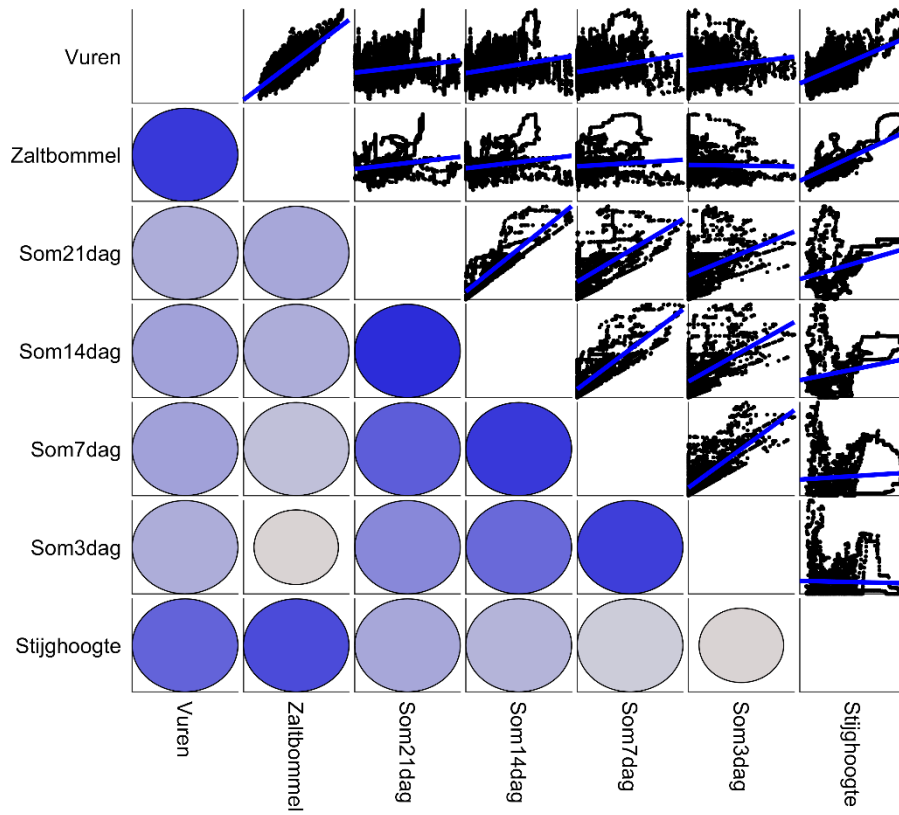 Vuren
Zaltbommel
Som21dag
Som14dag
Som7dag
Som3dag
Stijghoogte
Vuren
Zaltbommel
Som21dag
Som14dag
Som7dag
Som3dag
Stijghoogte